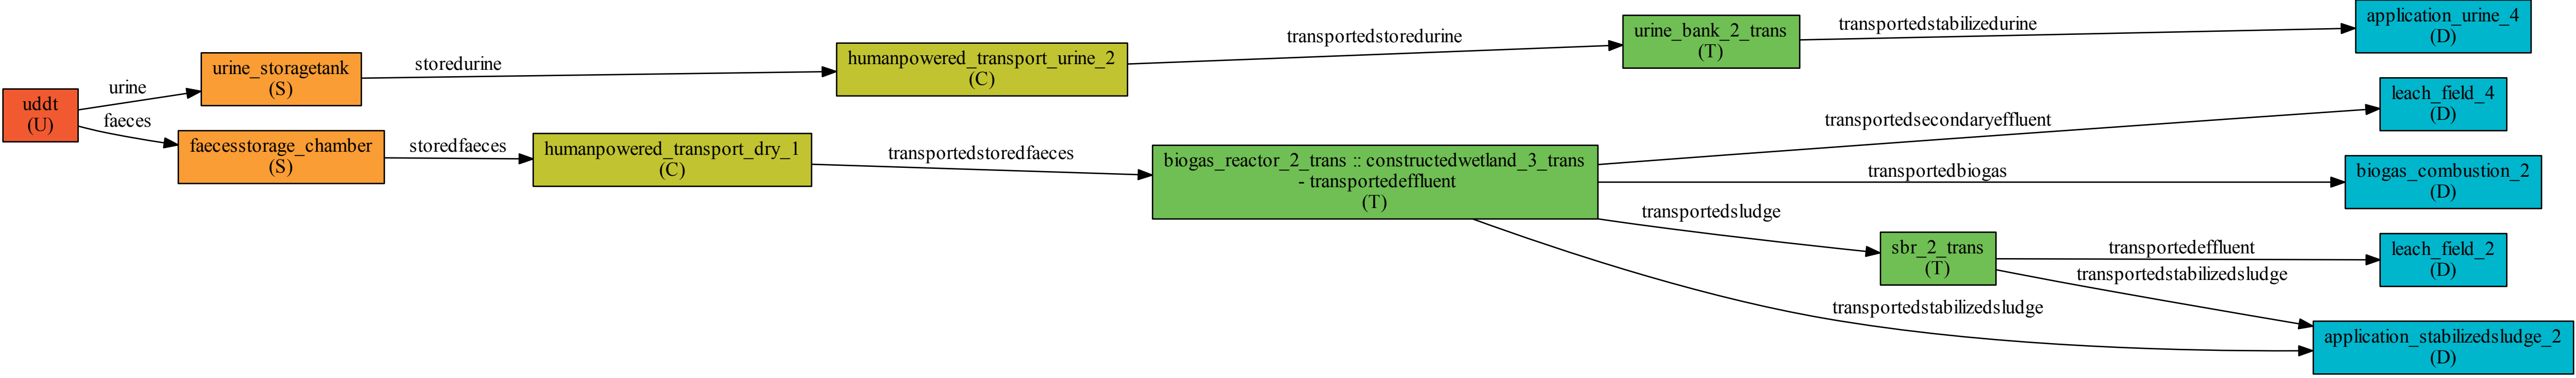 uddt
(U)
urine
faeces
urine_storagetank
(S)
faecesstorage_chamber
(S)
storedurine
storedfaeces
humanpowered_transport_urine_2
(C)
humanpowered_transport_dry_1
(C)
transportedstoredurine
transportedstoredfaeces
urine_bank_2_trans
(T)
biogas_reactor_2_trans :: constructedwetland_3_trans
- transportedeffluent
(T)
transportedstabilizedurine
transportedsecondaryeffluent
transportedbiogas
transportedsludge
transportedstabilizedsludge
sbr_2_trans
(T)
transportedeffluent
transportedstabilizedsludge
application_urine_4
(D)
leach_field_4
(D)
biogas_combustion_2
(D)
leach_field_2
(D)
application_stabilizedsludge_2
(D)